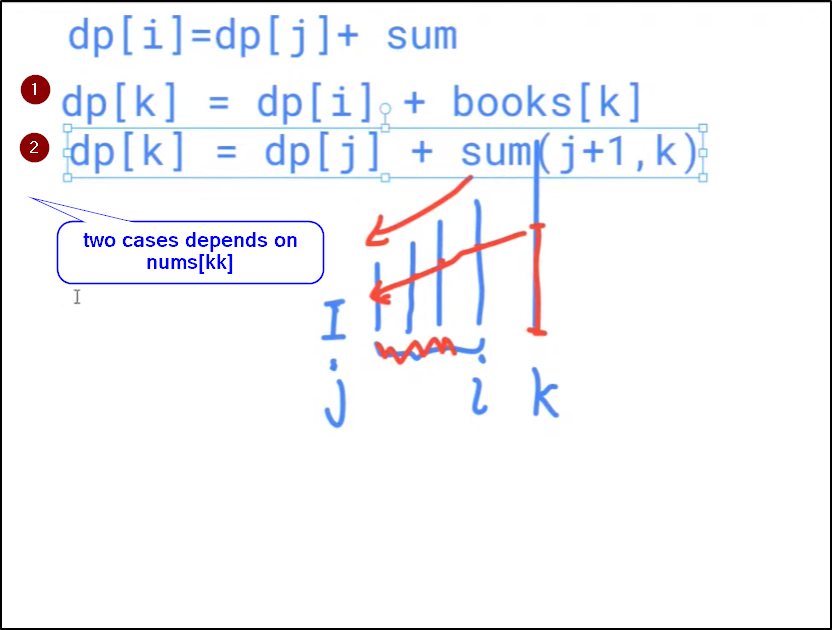 dp[i]=dp[j]+ sum
1 dp[k] = dp[i] + books[k]
2 dp[k] = dp[j] + sum(j+1,k)
two cases depends on
nums[kk]
j i k